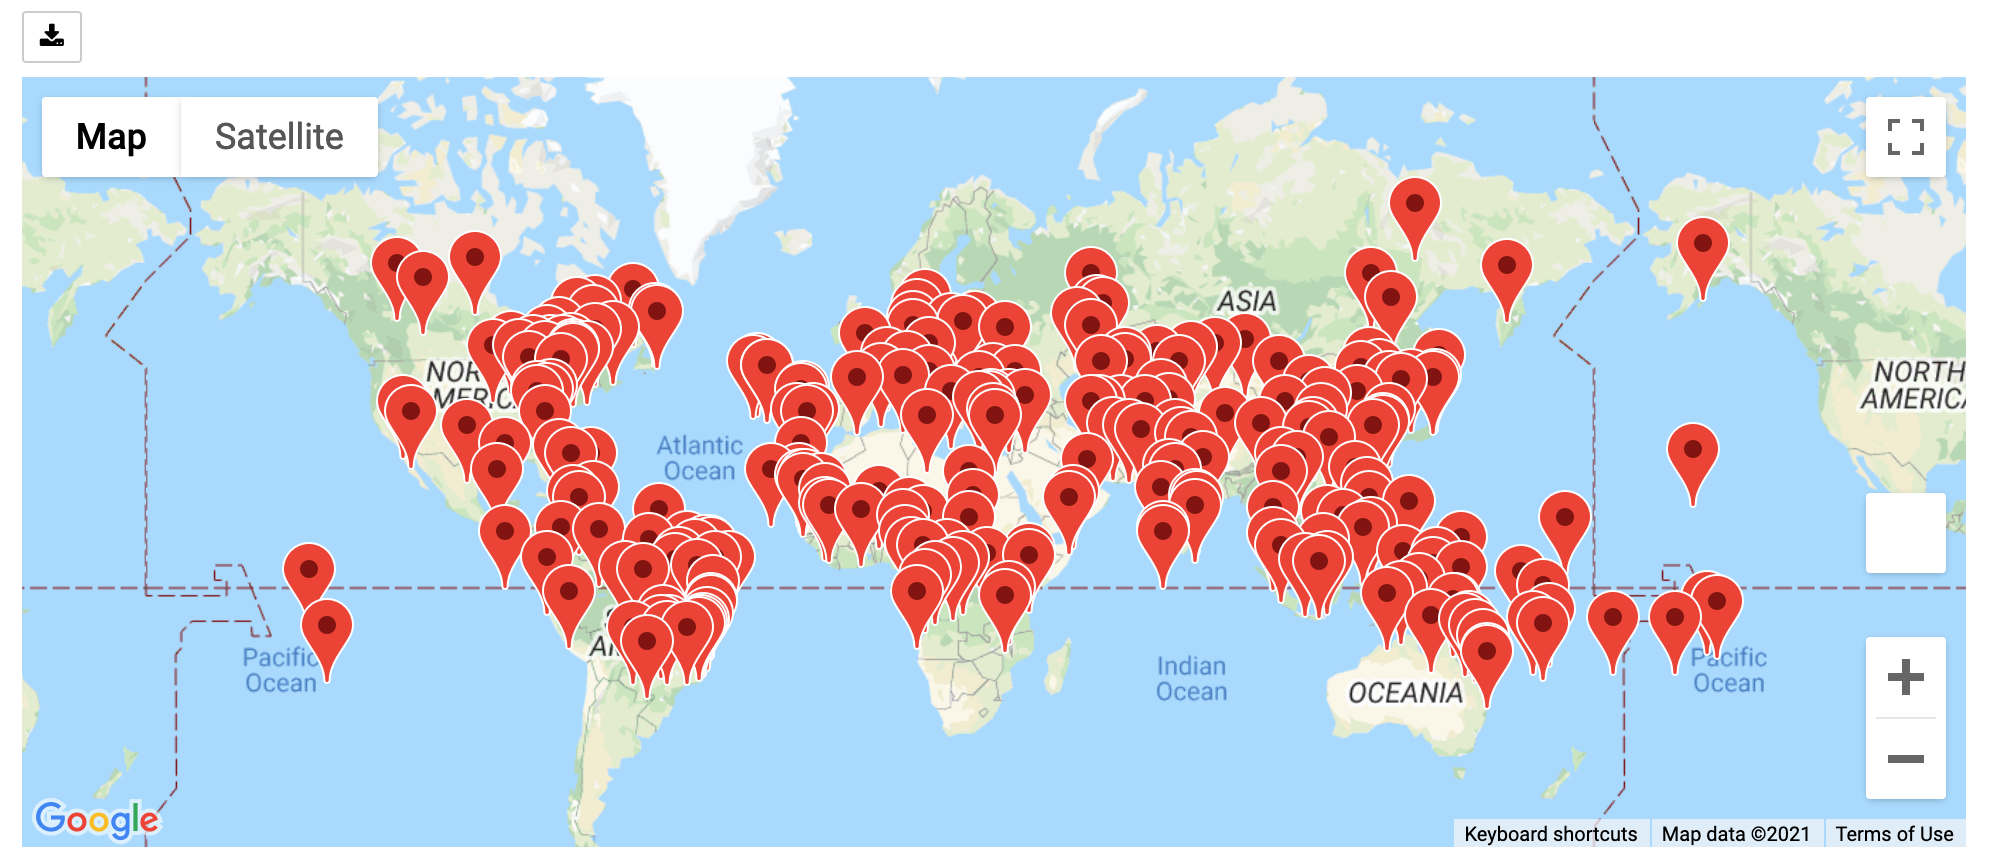 Map
Satellite
ASIA
NOR
MERIC
NORTH
AMERICA
Atlantic
Ocean
Pacific
Ocean
Indian
Ocean
Pacific
Ocean
OCEANIA
Google
Keyboard shortcuts
Map data ©2021
Terms of Use